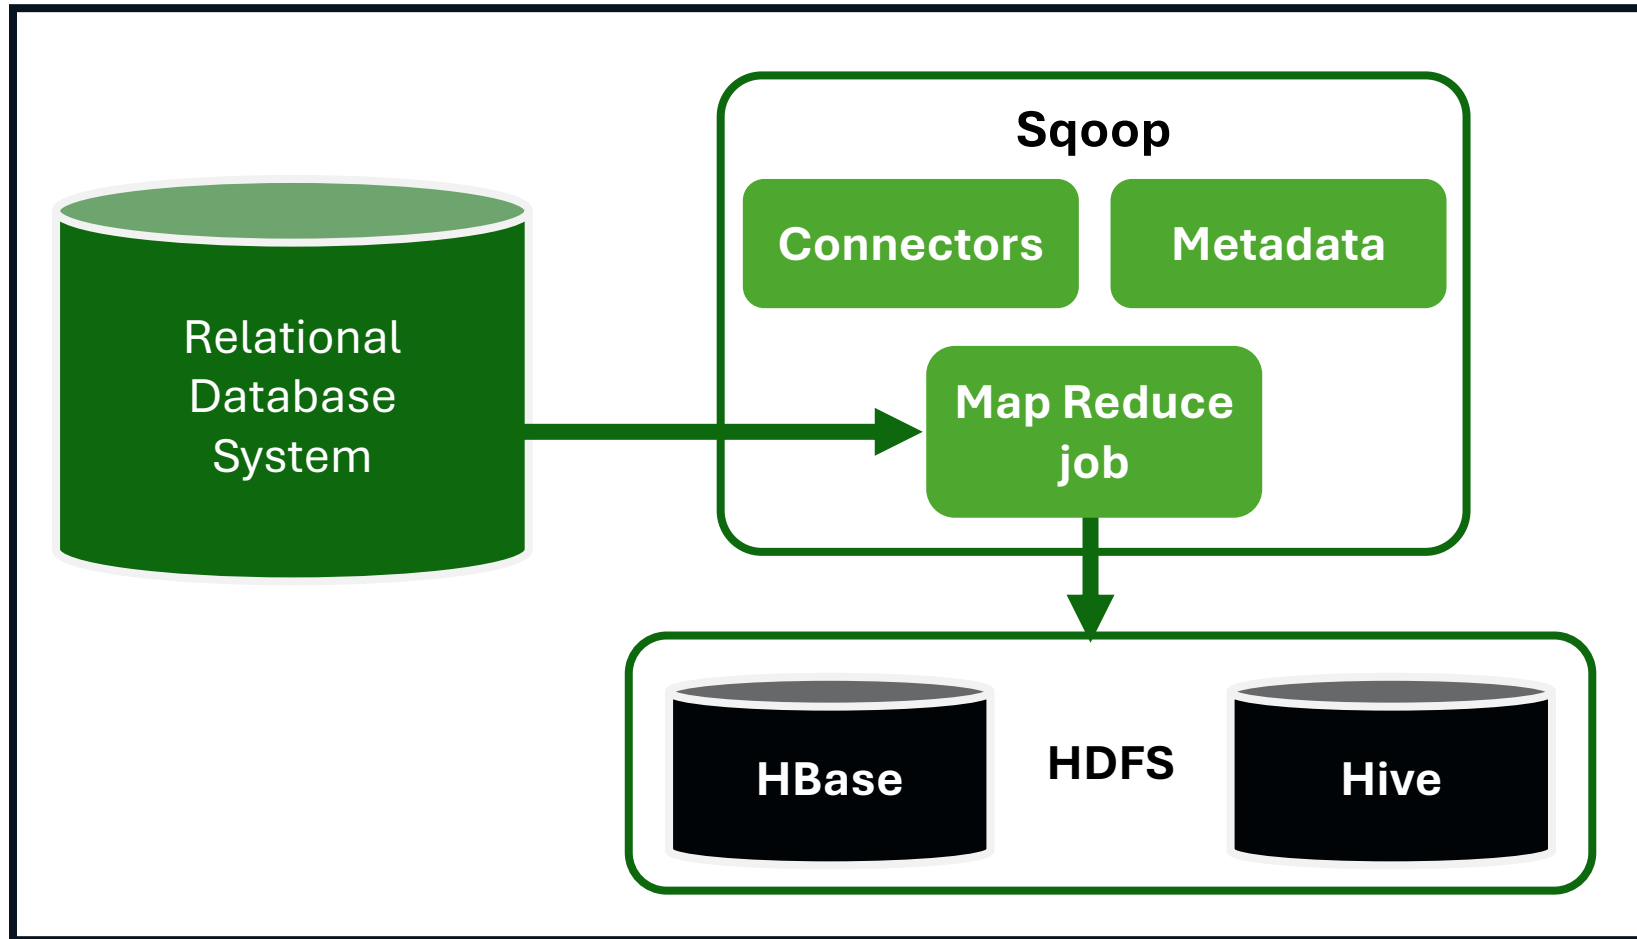 Sqoop
Connectors
Metadata
Relational
Database
System
Map Reduce
job
HBase
HDFS
Hive